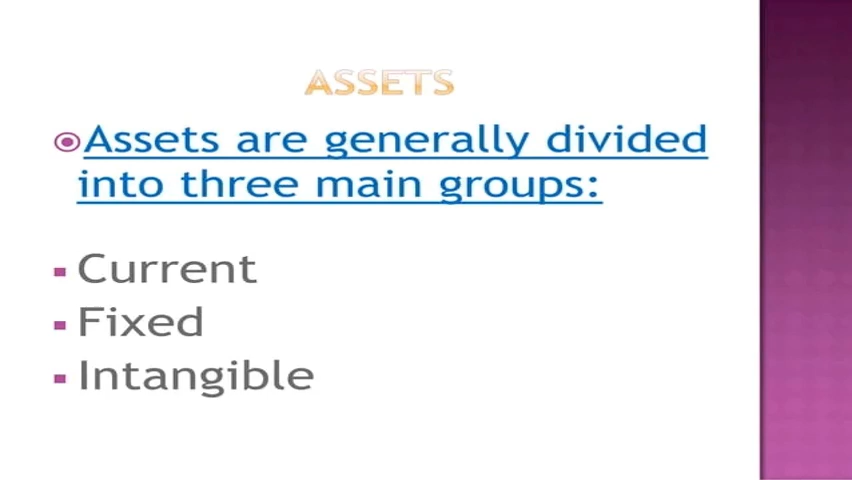 ASSETS
Assets are generally divided
into three main groups:
Current
Fixed
Intangible